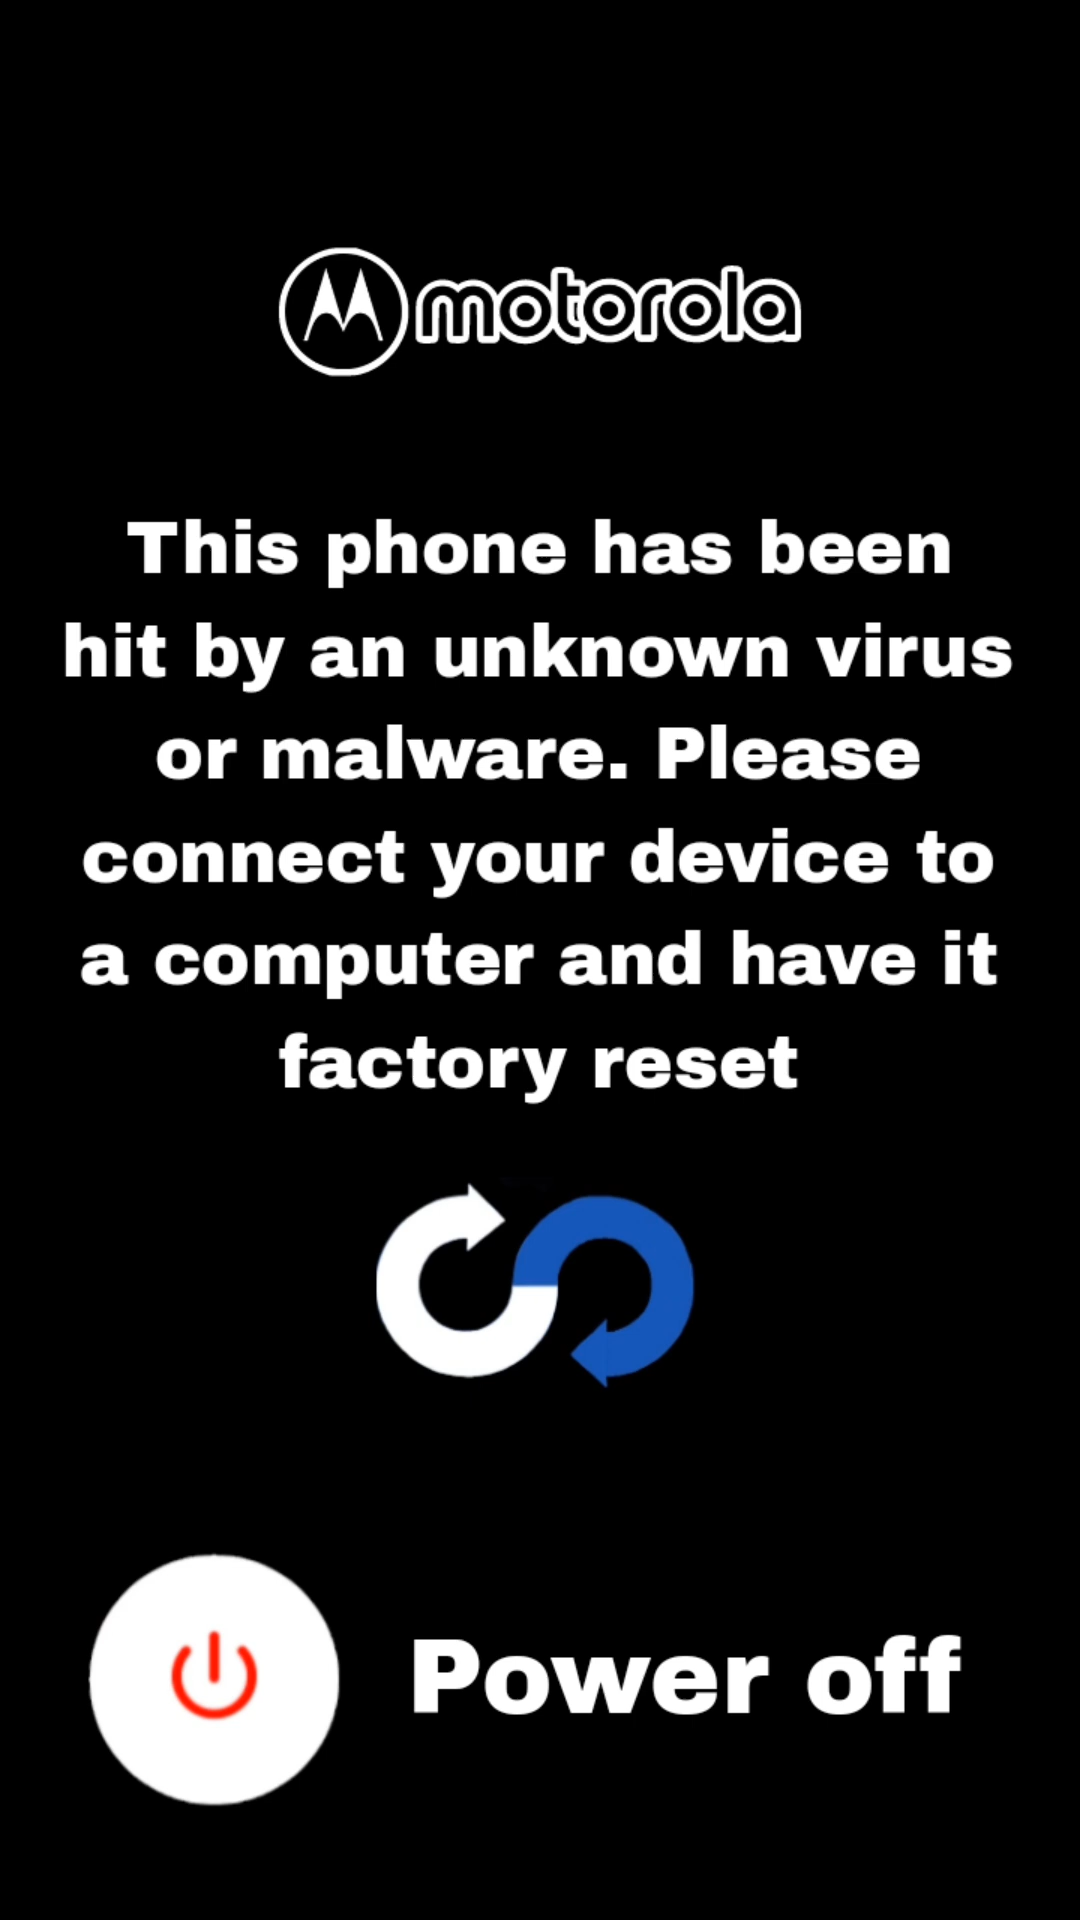 motorola
This phone has been
hit by an unknown virus
or malware. Please
connect your device to
a computer and have it
factory reset
Power off